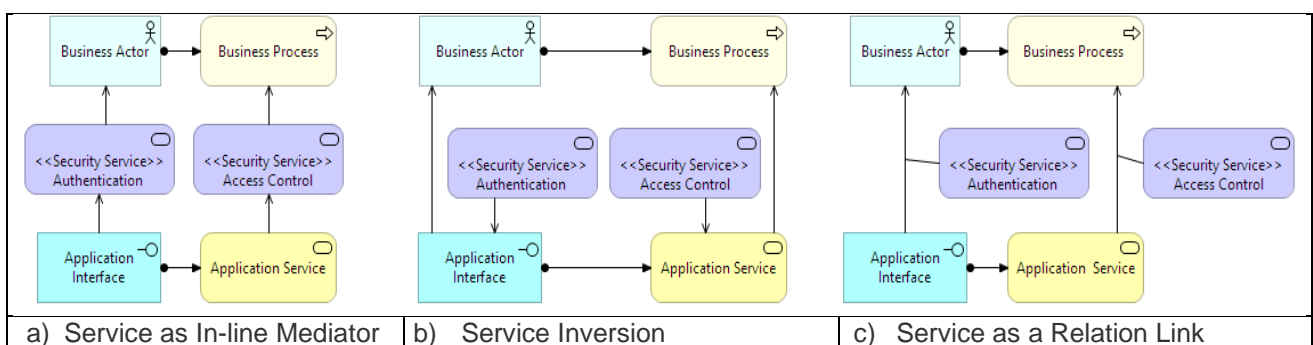 Business Actor
Business Process
<<Security Service>>
Authentication
<<Security Service>>
Access Control
Application
Interface
Application Service
a) Service as In-line Mediator
Business Actor
Business Process
<<Security Service>>
Authentication
<<Security Service>>
Access Control
Application
Interface
Application Service
b) Service Inversion
Business Actor
Business Process
<<Security Service>>
Authentication
<<Security Service>>
Access Control
Application
Interface
Application Service
c) Service as a Relation Link